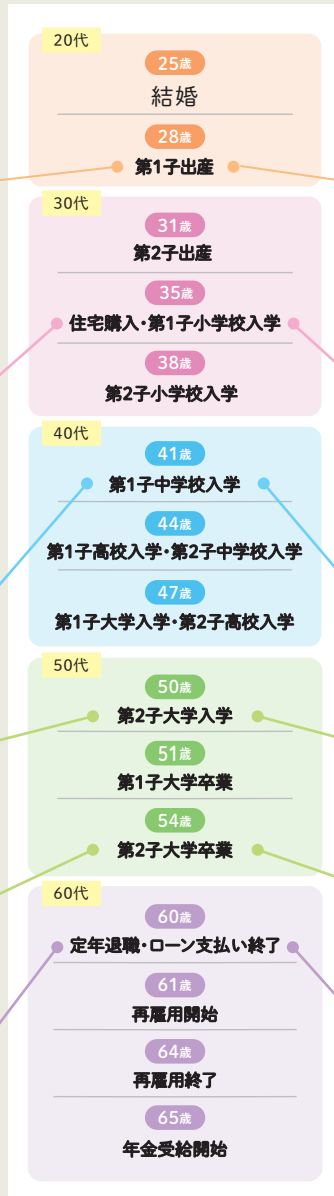 20代
25歳
結婚
28歳
第1子出産
30代
31歳
第2子出産
35歳
住宅購入・第1子小学校入学
38歳
第2子小学校入学
40代
41歳
第1子中学校入学
44歳
第1子高校入学・第2子中学校入学
47歳
第1子大学入学・第2子高校入学
50代
50歳
第2子大学入学
51歳
第1子大学卒業
54歳
第2子大学卒業
60代
60歳
定年退職・ローン支払い終了
61歳
再雇用開始
64歳
再雇用終了
65歳
年金受給開始